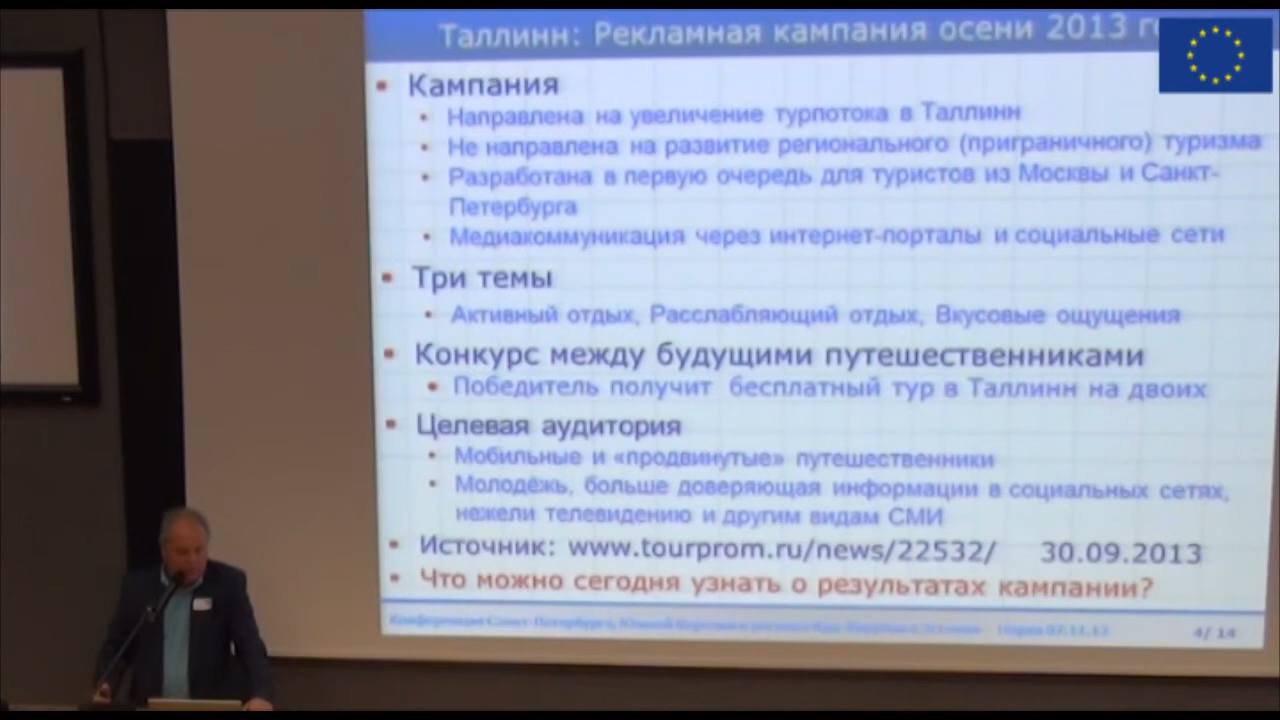 Таллинн: Рекламная кампания осени 2013
Кампания
Направлена на увеличение турпотока в Таллинн
Не направлена на развитие регионального (приграничного) туризма
Разработана в первую очередь для туристов из Москвы и Санкт-
Петербурга
Медиакоммуникация через интернет-порталы и социальные сети
Три темы
Активный отдых, Расслабляющий отдых, Вкусовые ощущения
Конкурс между будущими путешественниками
Победитель получит бесплатный тур в Таллинн на двоих
Целевая аудитория
Мобильные и «продвинутые» путешественники
Молодёжь, больше доверяющая информации в социальных сетях,
нежели телевидению и другим видам СМИ
Источник: www.tourprom.ru/news/22532/ 30.09.2013
Что можно сегодня узнать о результатах кампании?
Конференция Санкт-Петербурга, 4/ 14